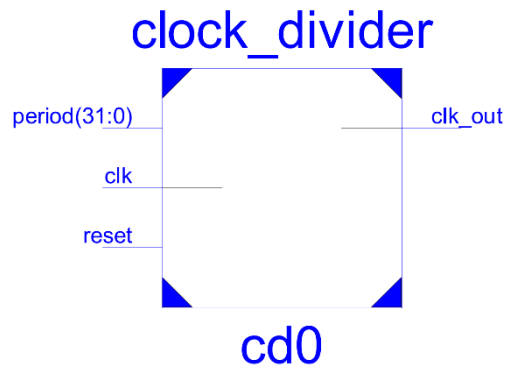 clock_divider
period(31:0)
clk_out
clk
reset
cd0